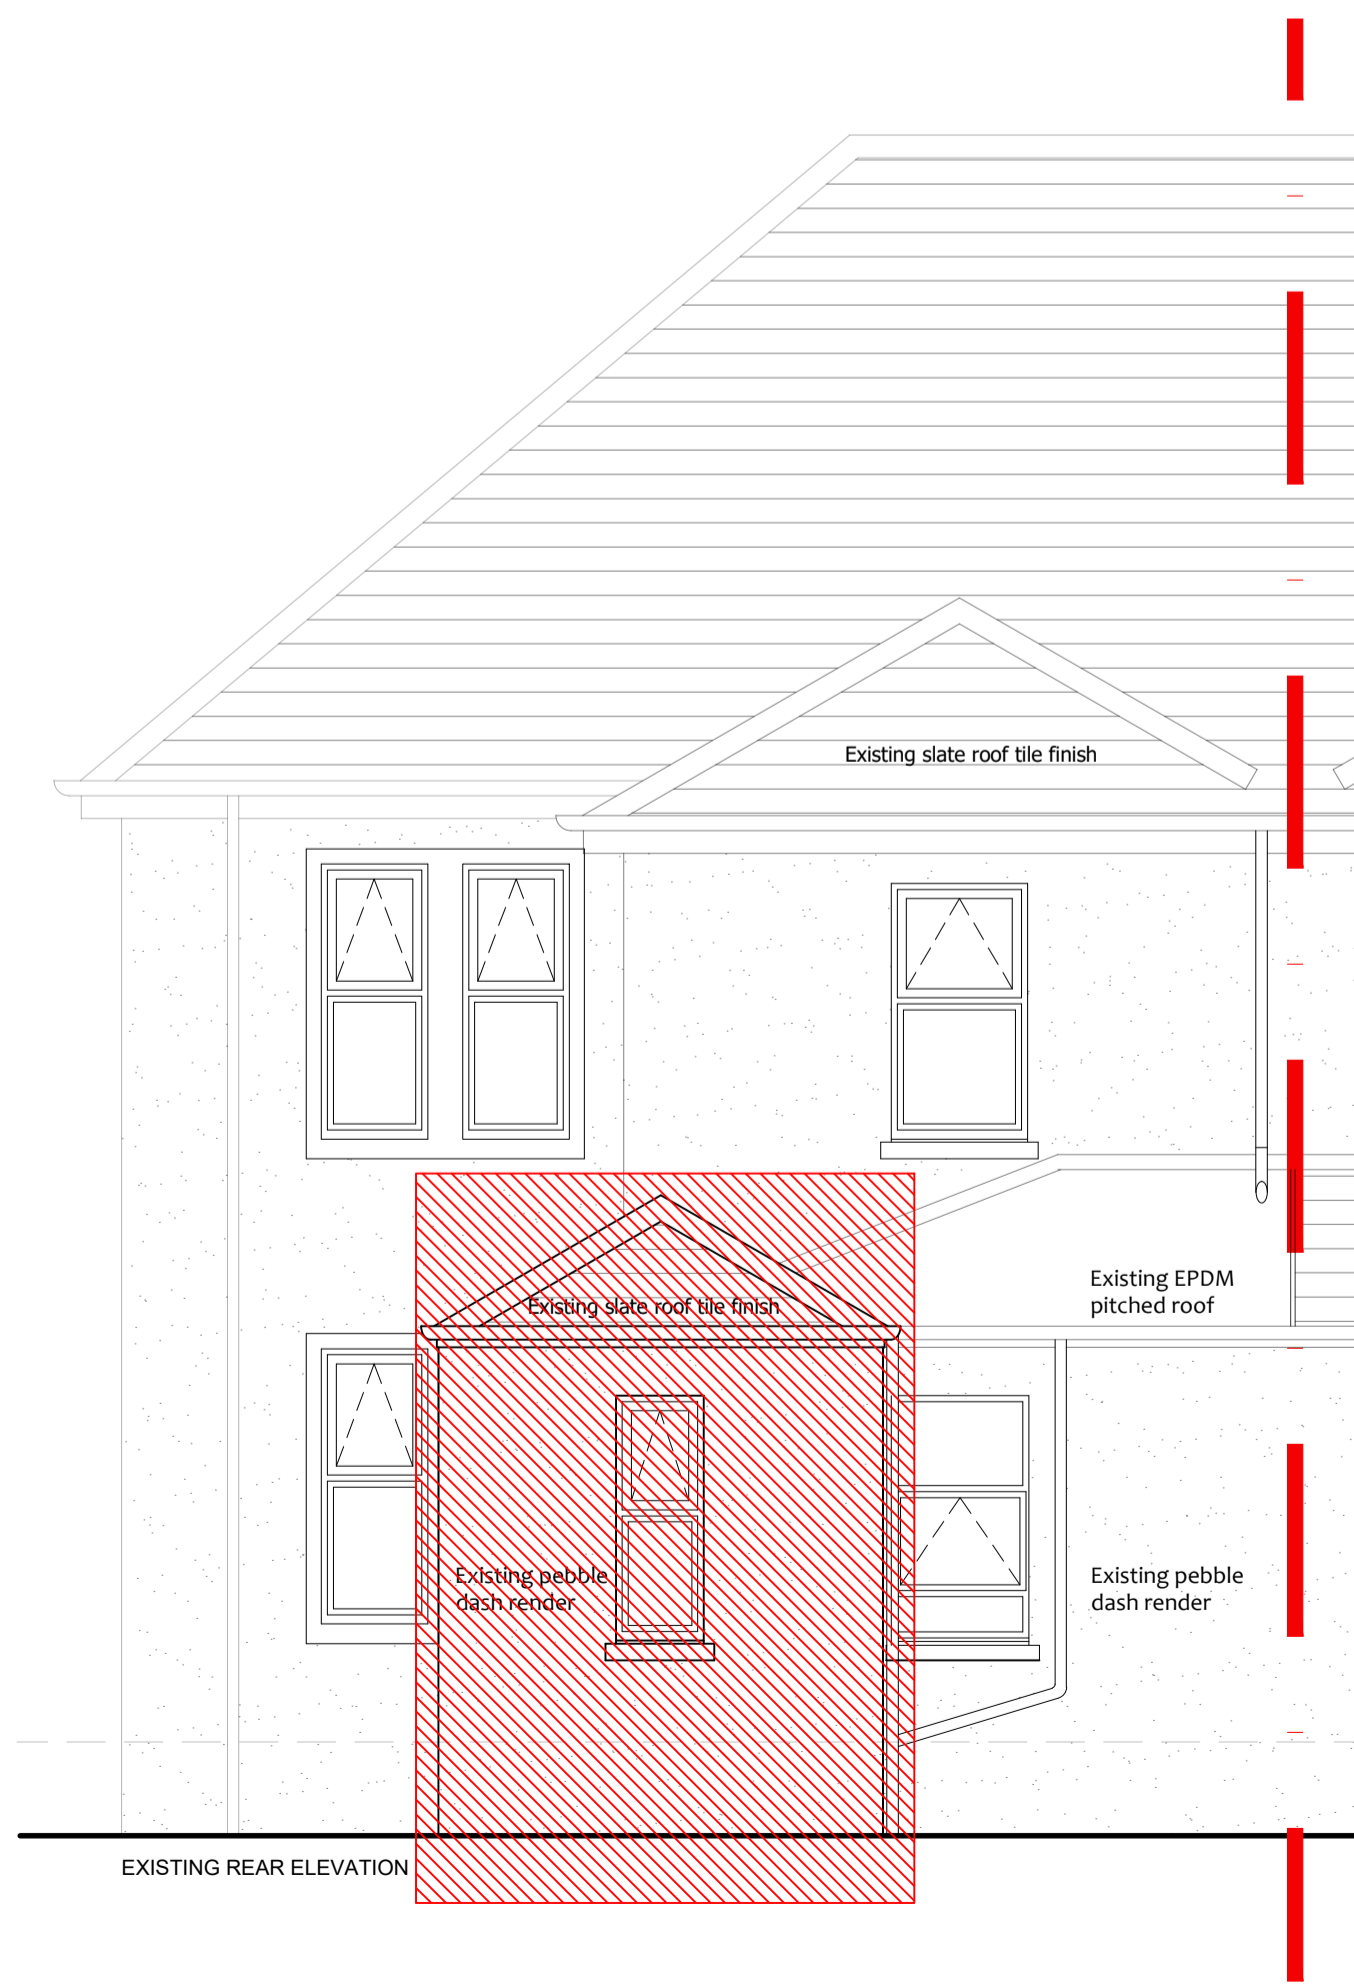 Existing slate roof tile finish
Existing EPDM
pitched roof
Existing slate roof tile finish
Existing pebble
dash render
Existing pebble
dash render
EXISTING REAR ELEVATION